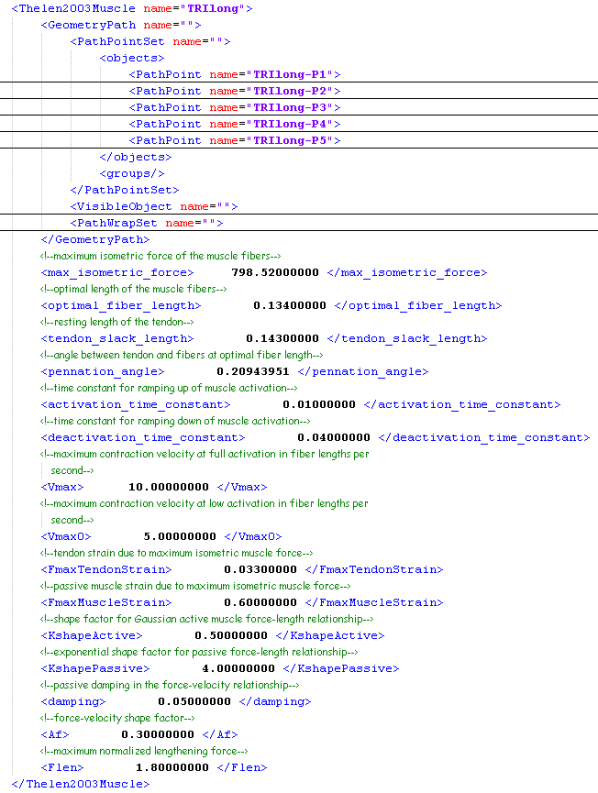 <Thelen2003Muscle name="TRIlong">
<GeometryPath name="">
<PathPointSet name="">
<objects>
<PathPoint name="TRIlong-P1">
<PathPoint name="TRIlong-P2">
<PathPoint name="TRIlong-P3">
<PathPoint name="TRIlong-P4">
<PathPoint name="TRIlong-P5">
</objects>
<groups/>
</PathPointSet>
<VisibleObject name="">
<PathWrapSet name="">
</GeometryPath>
<!--maximum isometric force of the muscle fibers-->
<max_isometric_force> 798.52000000 </max_isometric_force>
<!--optimal length of the muscle fibers-->
<optimal_fiber_length> 0.13400000 </optimal_fiber_length>
<!--resting length of the tendon-->
<tendon_slack_length> 0.14300000 </tendon_slack_length>
<!--angle between tendon and fibers at optimal fiber length-->
<pennation_angle> 0.20943951 </pennation_angle>
<!--time constant for ramping up of muscle activation-->
<activation_time_constant> 0.01000000 </activation_time_constant>
<!--time constant for ramping down of muscle activation-->
<deactivation_time_constant> 0.04000000 </deactivation_time_constant>
<!--maximum contraction velocity at full activation in fiber lengths per
second-->
<Vmax> 10.00000000 </Vmax>
<!--maximum contraction velocity at low activation in fiber lengths per
second-->
<Vmax0> 5.00000000 </Vmax0>
<!--tendon strain due to maximum isometric muscle force-->
<FmaxTendonStrain> 0.03300000 </FmaxTendonStrain>
<!--passive muscle strain due to maximum isometric muscle force-->
<FmaxMuscleStrain> 0.60000000 </FmaxMuscleStrain>
<!--shape factor for Gaussian active muscle force-length relationship-->
<KshapeActive> 0.50000000 </KshapeActive>
<!--exponential shape factor for passive force-length relationship-->
<KshapePassive> 4.00000000 </KshapePassive>
<!--passive damping in the force-velocity relationship-->
<damping> 0.05000000 </damping>
<!--force-velocity shape factor-->
<Af> 0.30000000 </Af>
<!--maximum normalized lengthening force-->
<Flen> 1.80000000 </Flen>
</Thelen2003Muscle>